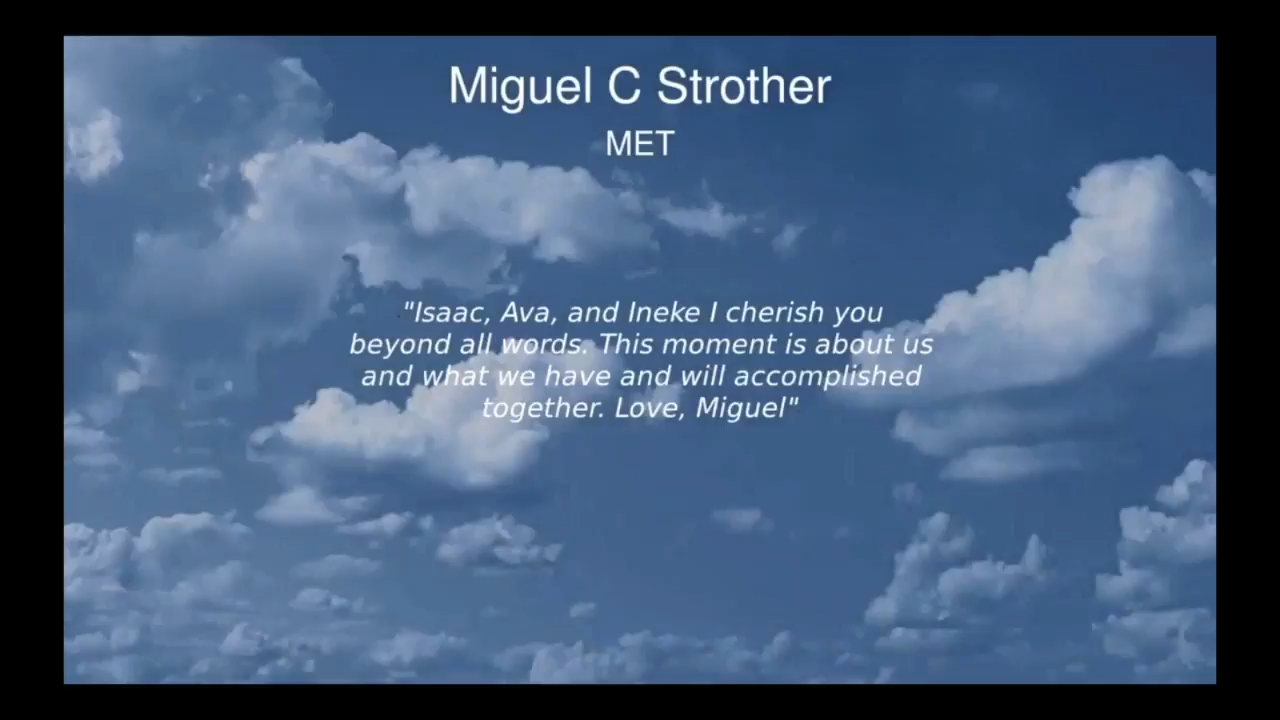 Miguel C Strother
MET
"Isaac, Ava, and Ineke I cherish you
beyond all words. This moment is about us
and what we have and will accomplished
together. Love, Miguel"